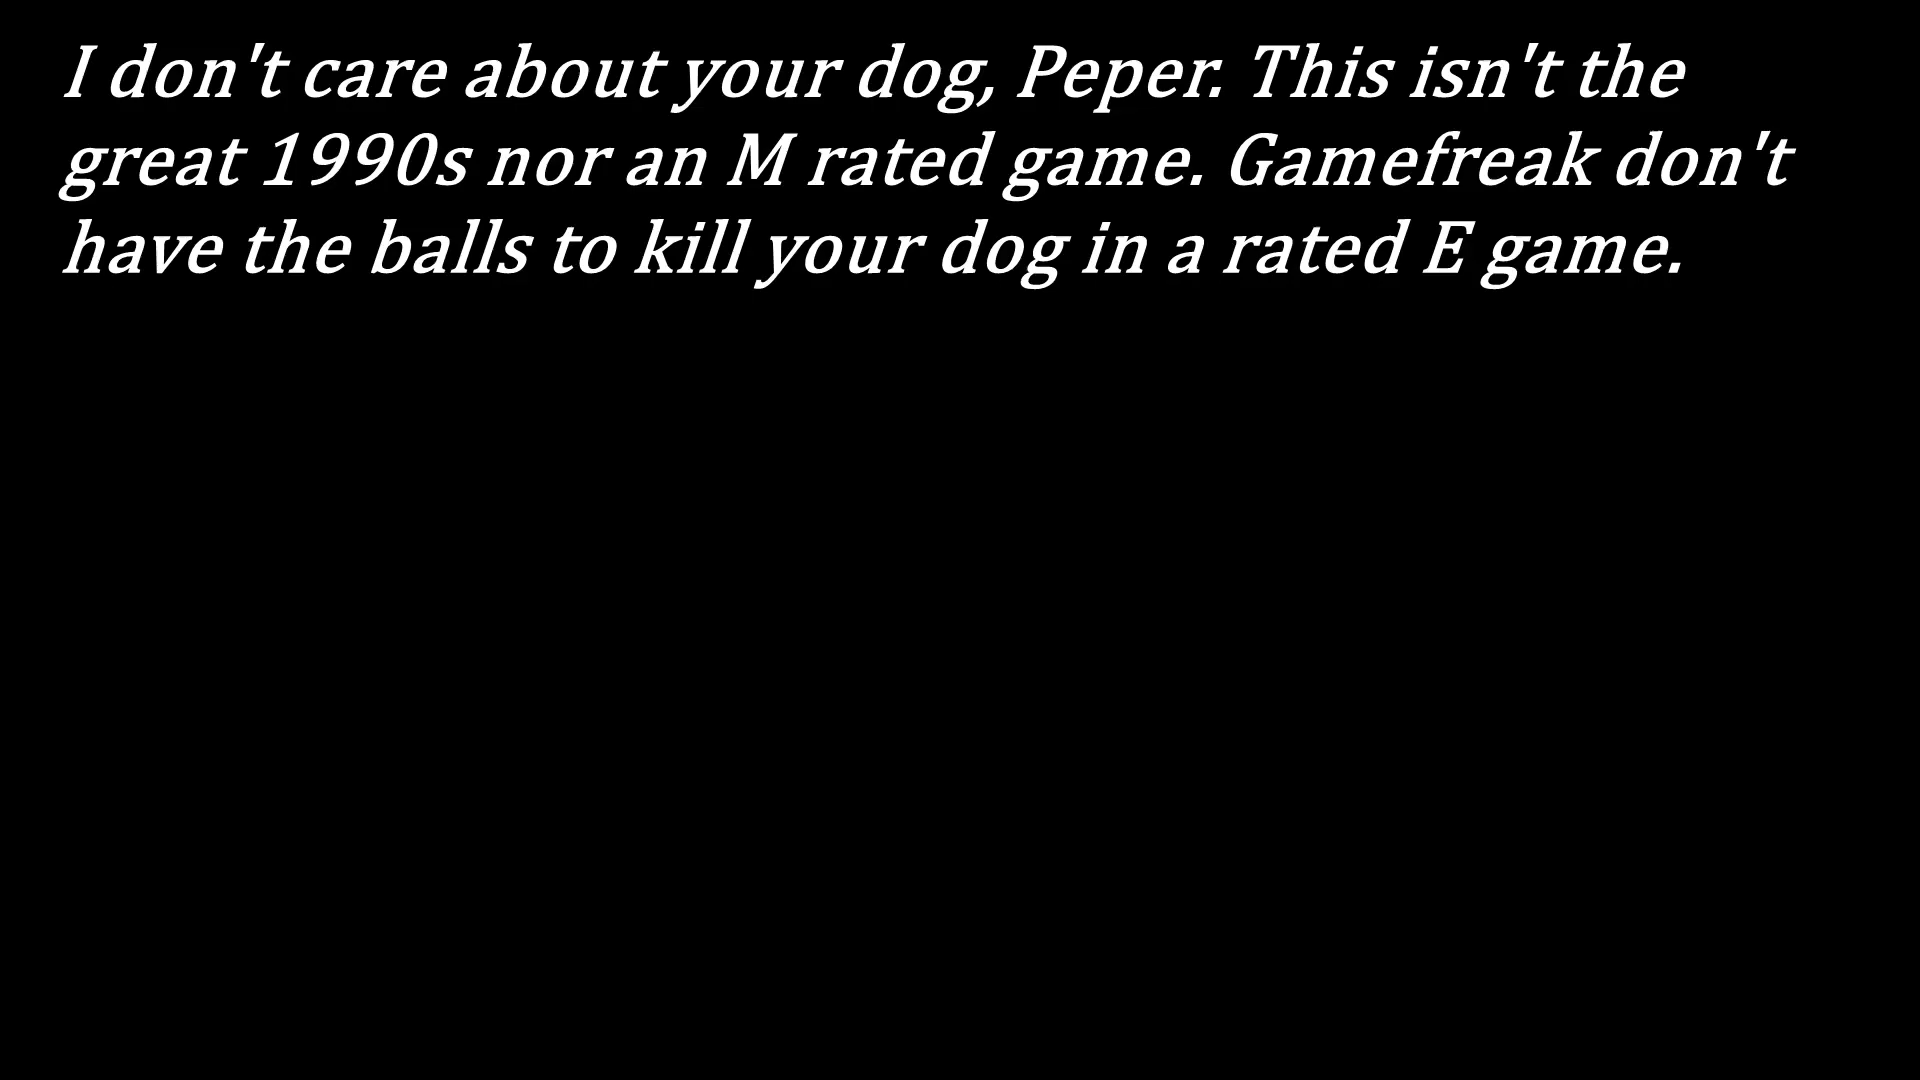 I don't care about your dog, Peper. This isn't the
great 1990s nor an M rated game. Gamefreak don't
have the balls to kill your dog in a rated E game.